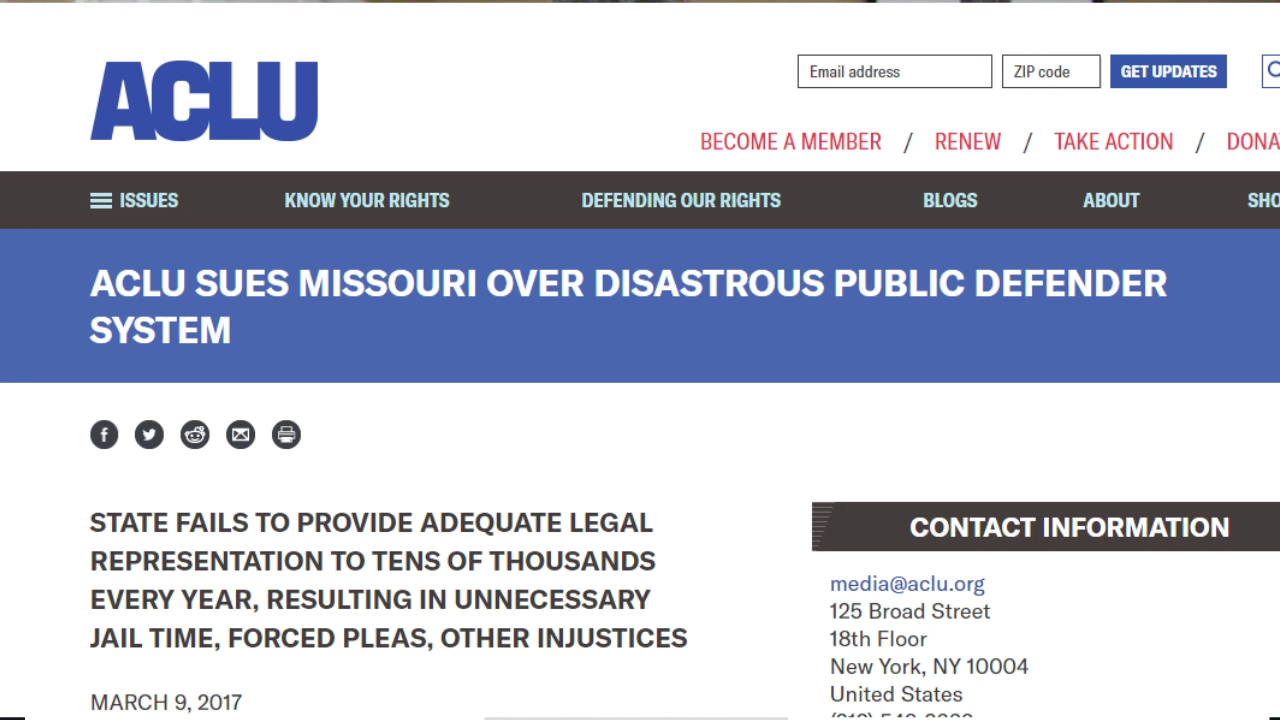 ACLU
Email address
ZIP code
GET UPDATES
BECOME A MEMBER / RENEW / TAKE ACTION /
ISSUES
KNOW YOUR RIGHTS
DEFENDING OUR RIGHTS
BLOGS
ABOUT
ACLU SUES MISSOURI OVER DISASTROUS PUBLIC DEFENDER
SYSTEM
STATE FAILS TO PROVIDE ADEQUATE LEGAL
REPRESENTATION TO TENS OF THOUSANDS
EVERY YEAR, RESULTING IN UNNECESSARY
JAIL TIME, FORCED PLEAS, OTHER INJUSTICES
MARCH 9, 2017
CONTACT INFORMATION
media@aclu.org
125 Broad Street
18th Floor
New York, NY 10004
United States